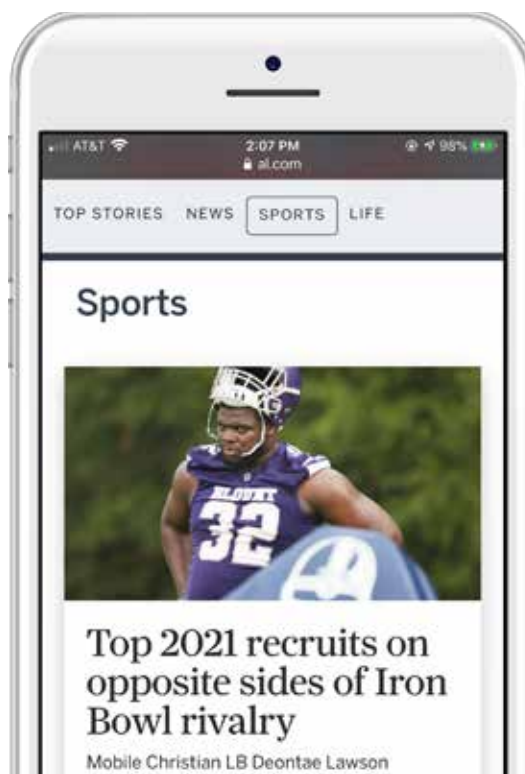 AT&T 2:07 PM 98%
al.com
TOP STORIES NEWS SPORTS LIFE
Sports
BLOUNT
32
Top 2021 recruits on
opposite sides of Iron
Bowl rivalry
Mobile Christian LB Deontae Lawson